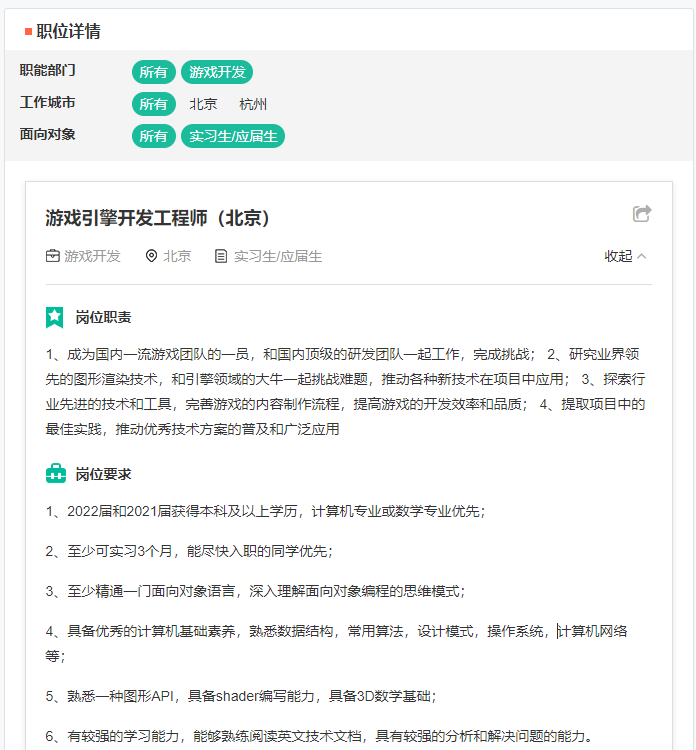 职位详情
职能部门 所有 游戏开发
工作城市 所有 北京 杭州
面向对象 所有 实习生/应届生
游戏引擎开发工程师（北京）
游戏开发 北京 实习生/应届生 收起
岗位职责
1、成为国内一流游戏团队的一员，和国内顶级的研发团队一起工作，完成挑战； 2、研究业界领
先的图形渲染技术，和引擎领域的大牛一起挑战难题，推动各种新技术在项目中应用； 3、探索行
业先进的技术和工具，完善游戏的内容制作流程，提高游戏的开发效率和品质； 4、提取项目中的
最佳实践，推动优秀技术方案的普及和广泛应用
岗位要求
1、2022届和2021届获得本科及以上学历，计算机专业或数学专业优先；
2、至少可实习3个月，能尽快入职的同学优先；
3、至少精通一门面向对象语言，深入理解面向对象编程的思维模式；
4、具备优秀的计算机基础素养，熟悉数据结构，常用算法，设计模式，操作系统，计算机网络
等；
5、熟悉一种图形API，具备shader编写能力，具备3D数学基础；
6、有较强的学习能力，能够熟练阅读英文技术文档，具有较强的分析和解决问题的能力。